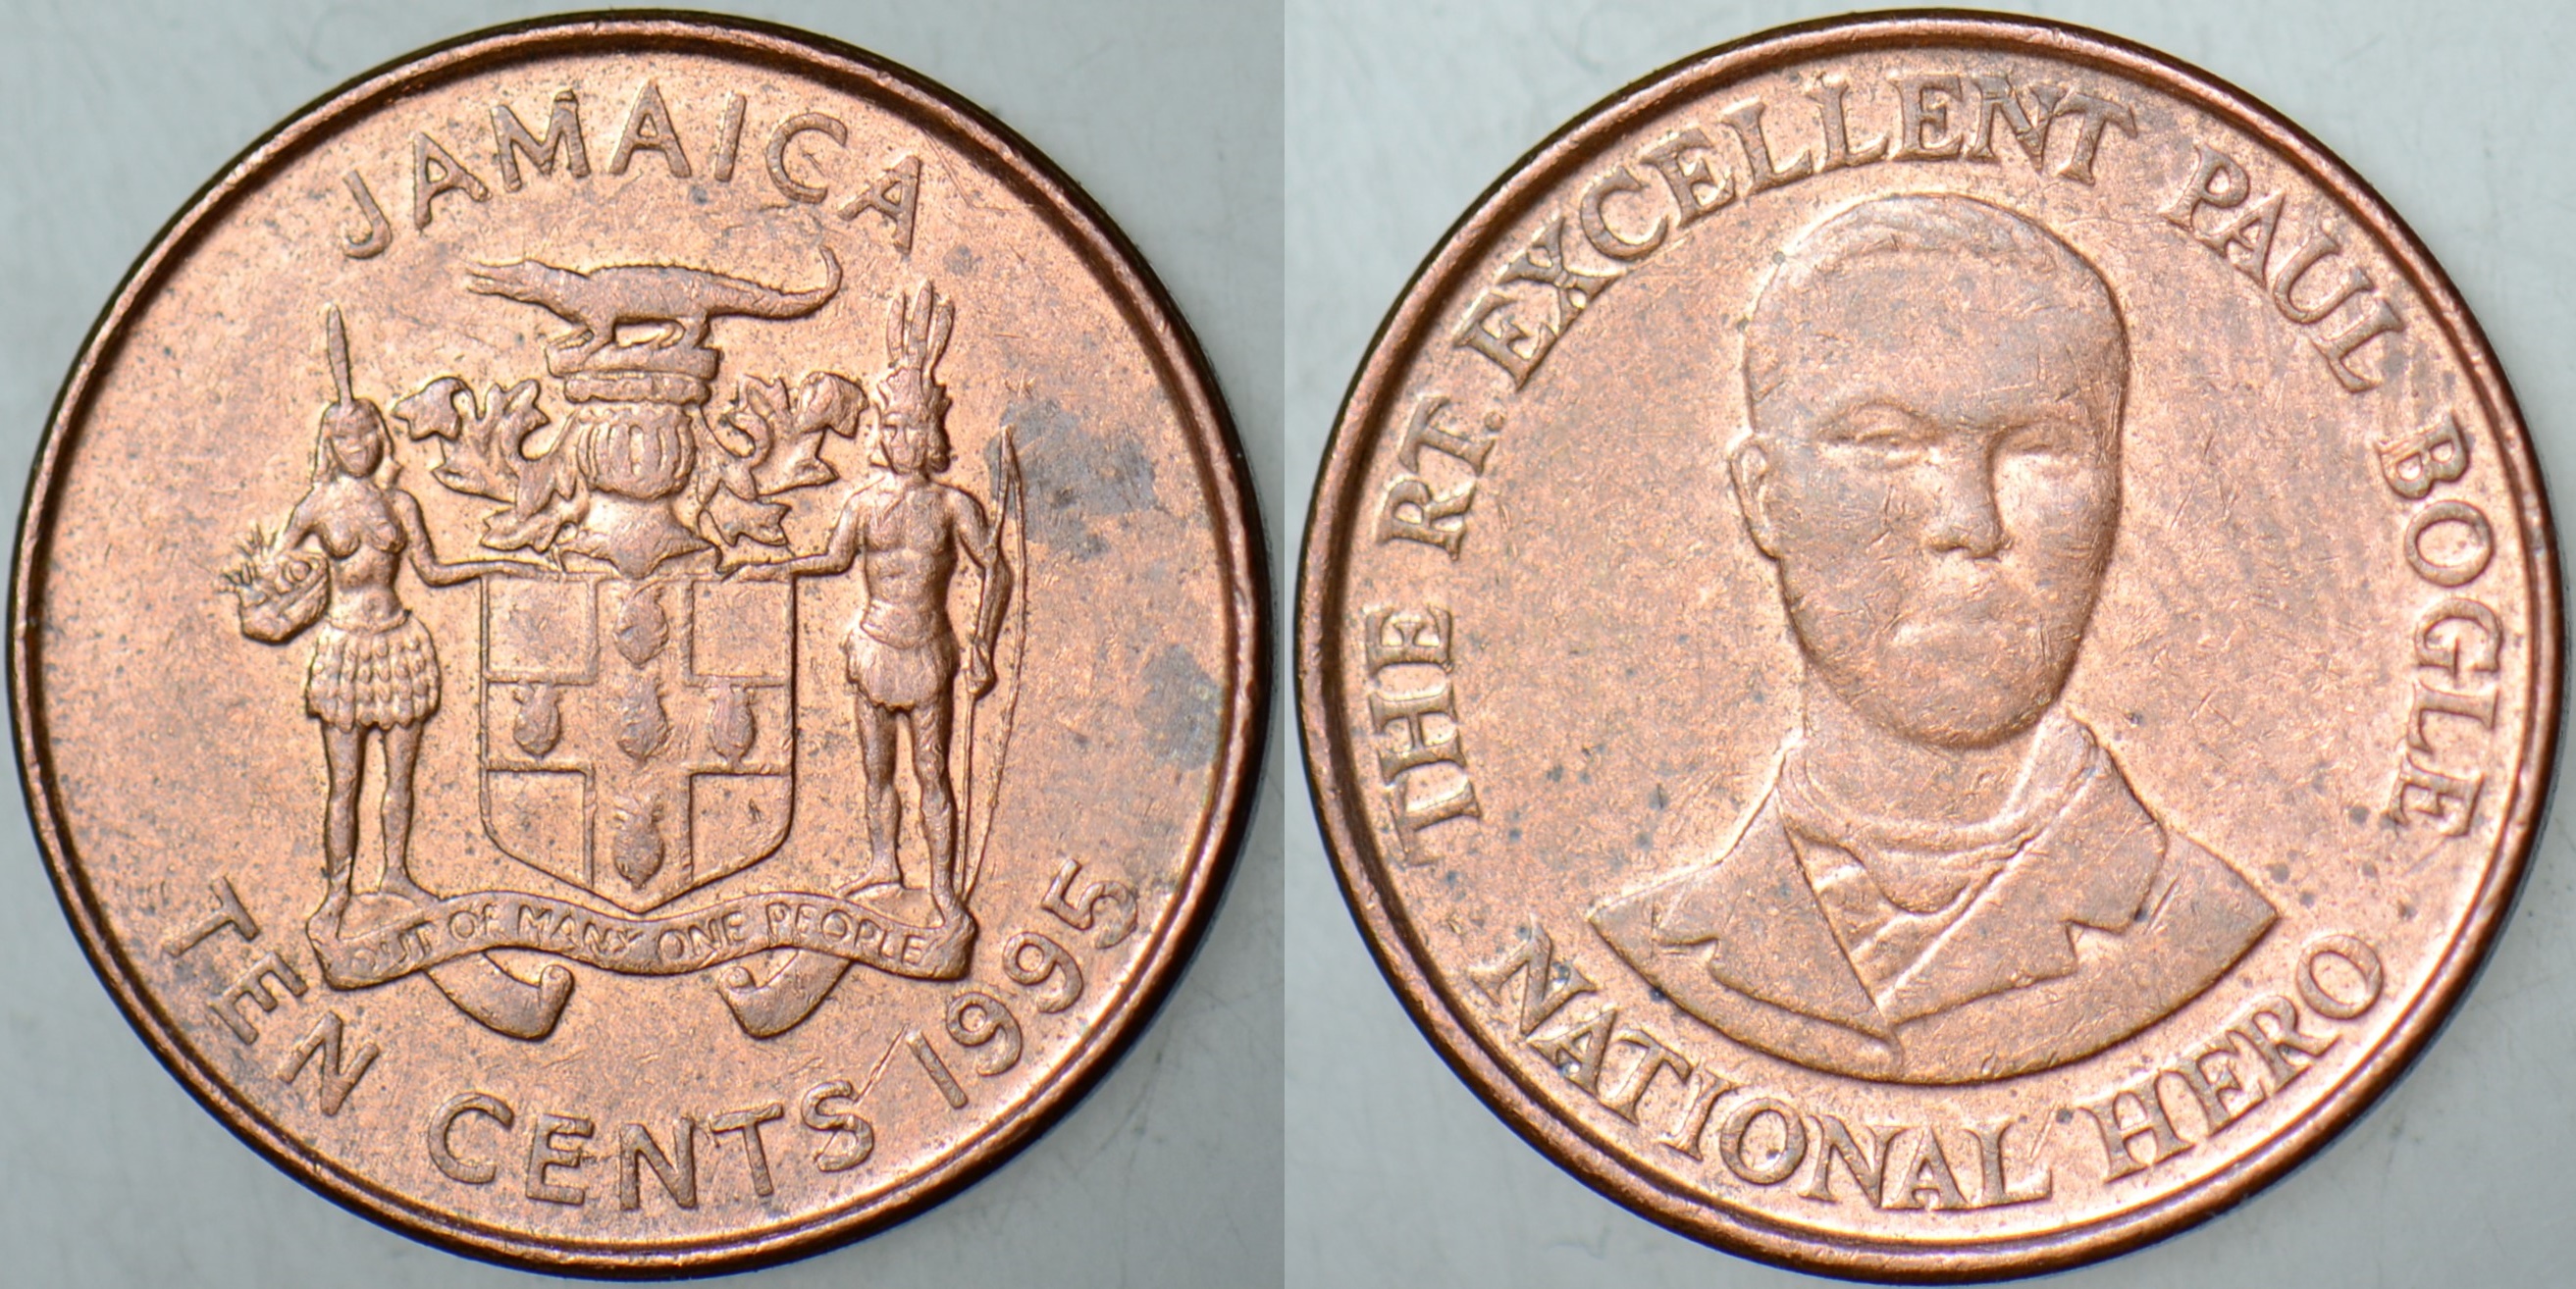 JAMAICA
OUT OF MANY ONE PEOPLE
TEN CENTS 1995
THE RT. EXCELLENT PAUL BOGLE
NATIONAL HERO